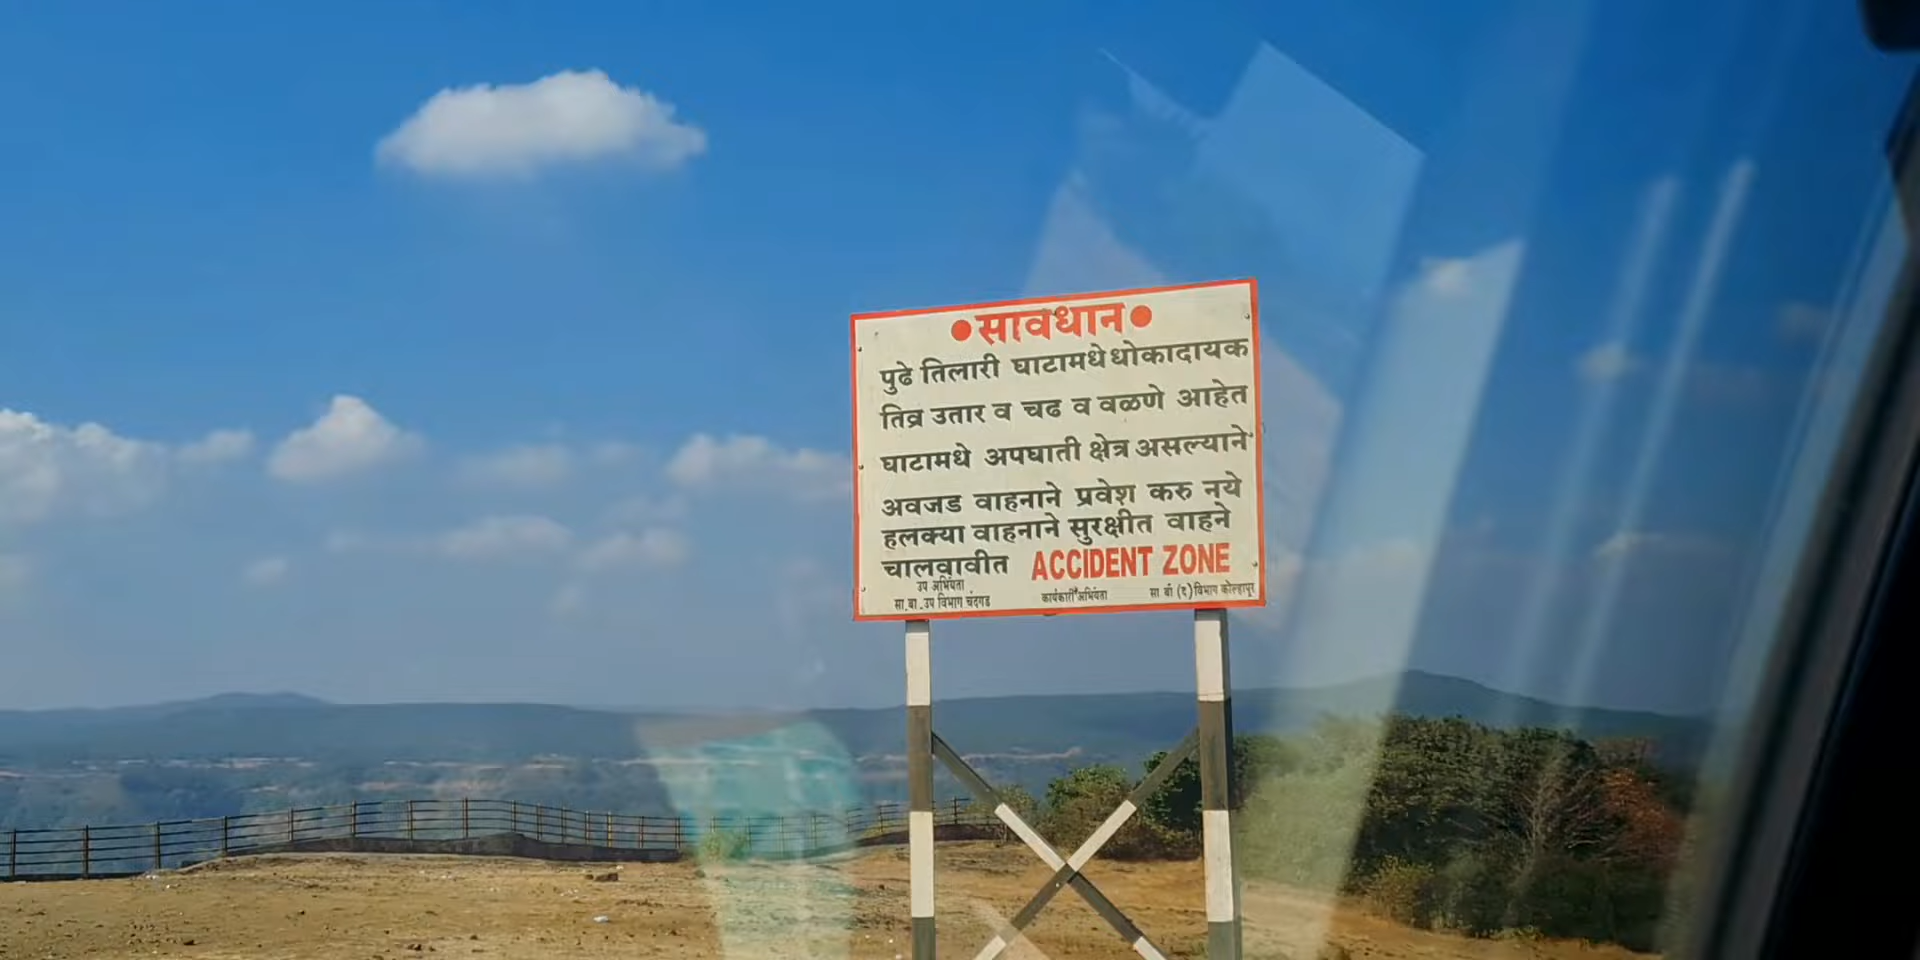 •सावधान•
पुढे तिलारी घाटामधे धोकादायक
तिव्र उतार व चढ व वळणे आहेत
घाटामधे अपघाती क्षेत्र असल्याने
अवजड वाहनाने प्रवेश करु नये
हलक्या वाहनाने सुरक्षीत वाहने
चालवावीत ACCIDENT ZONE
उप अभियंता
सा.बा.उप विभाग चंदगड
कार्यकारी अभियंता
सा बां (द) विभाग कोल्हापूर